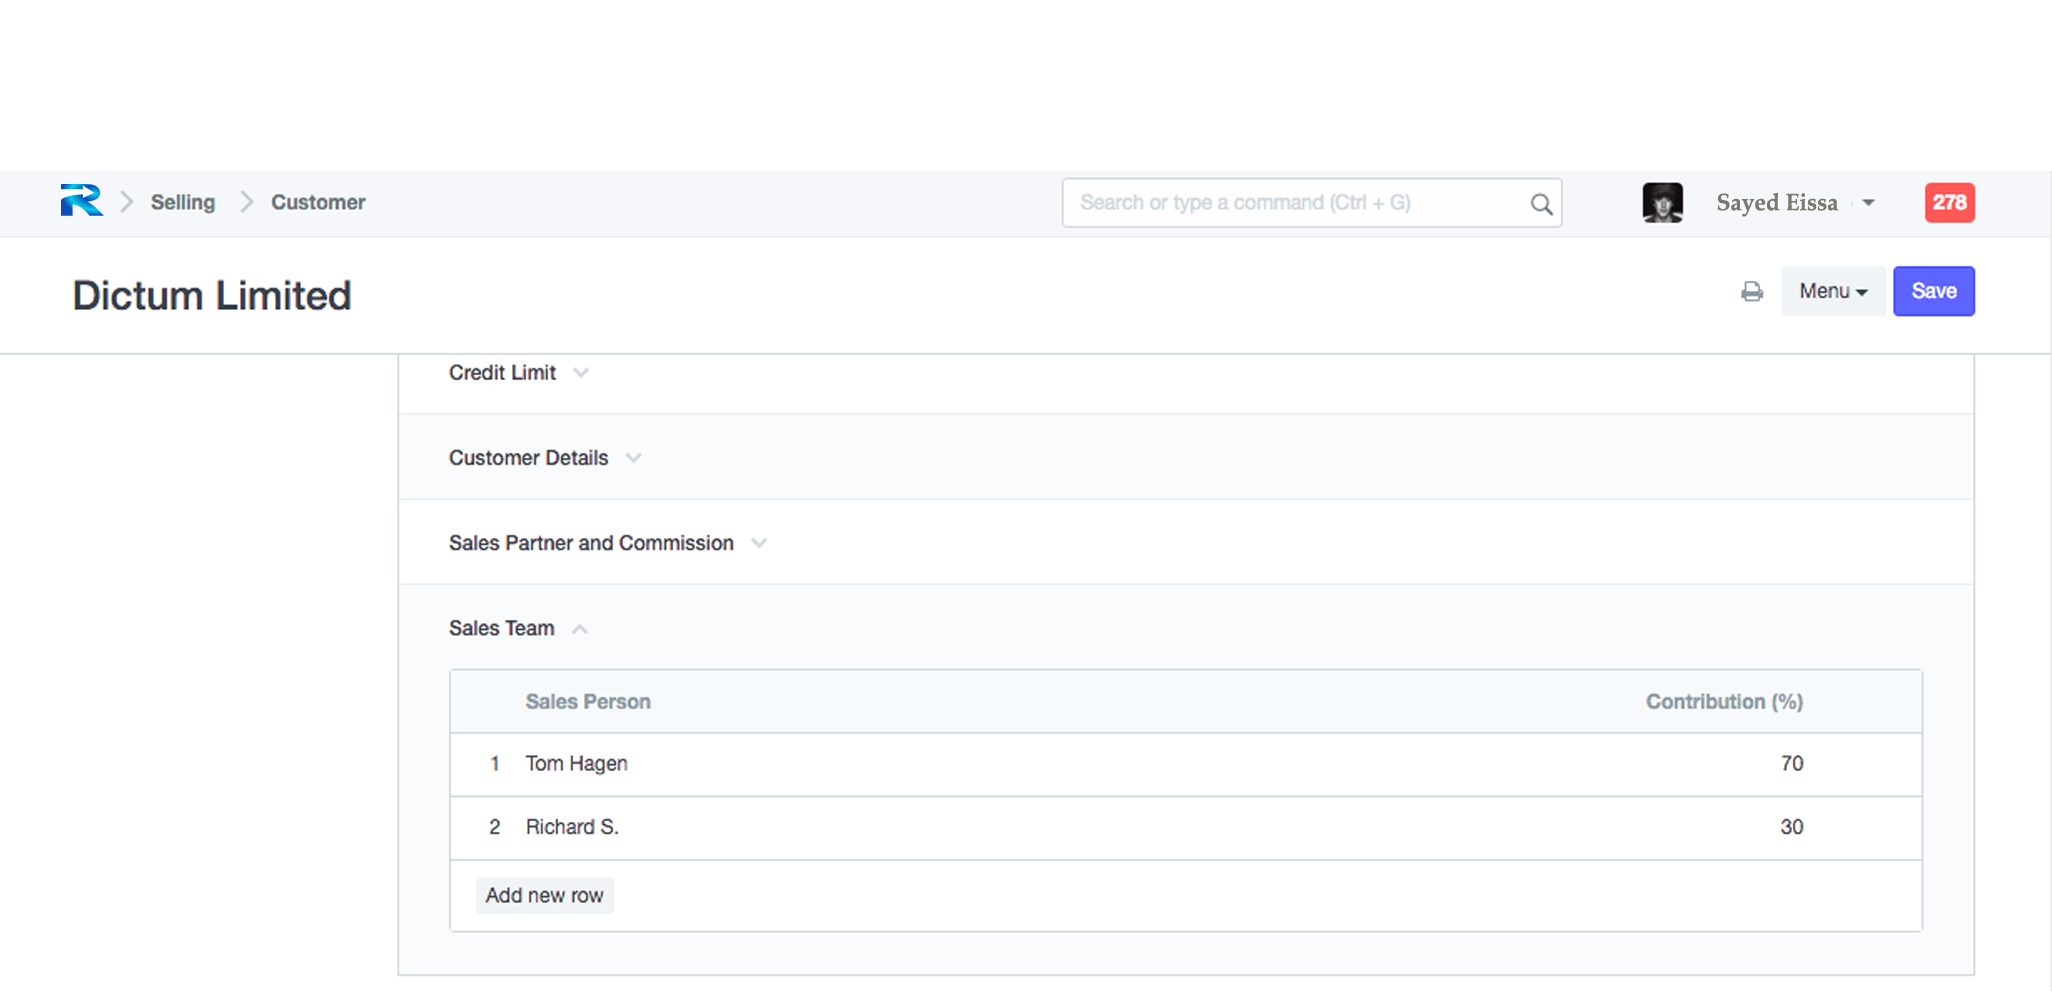 Selling Customer Search or type a command (Ctrl + G) Sayed Eissa 278
Dictum Limited Menu Save
Credit Limit
Customer Details
Sales Partner and Commission
Sales Team
Sales Person Contribution (%)
1 Tom Hagen 70
2 Richard S. 30
Add new row